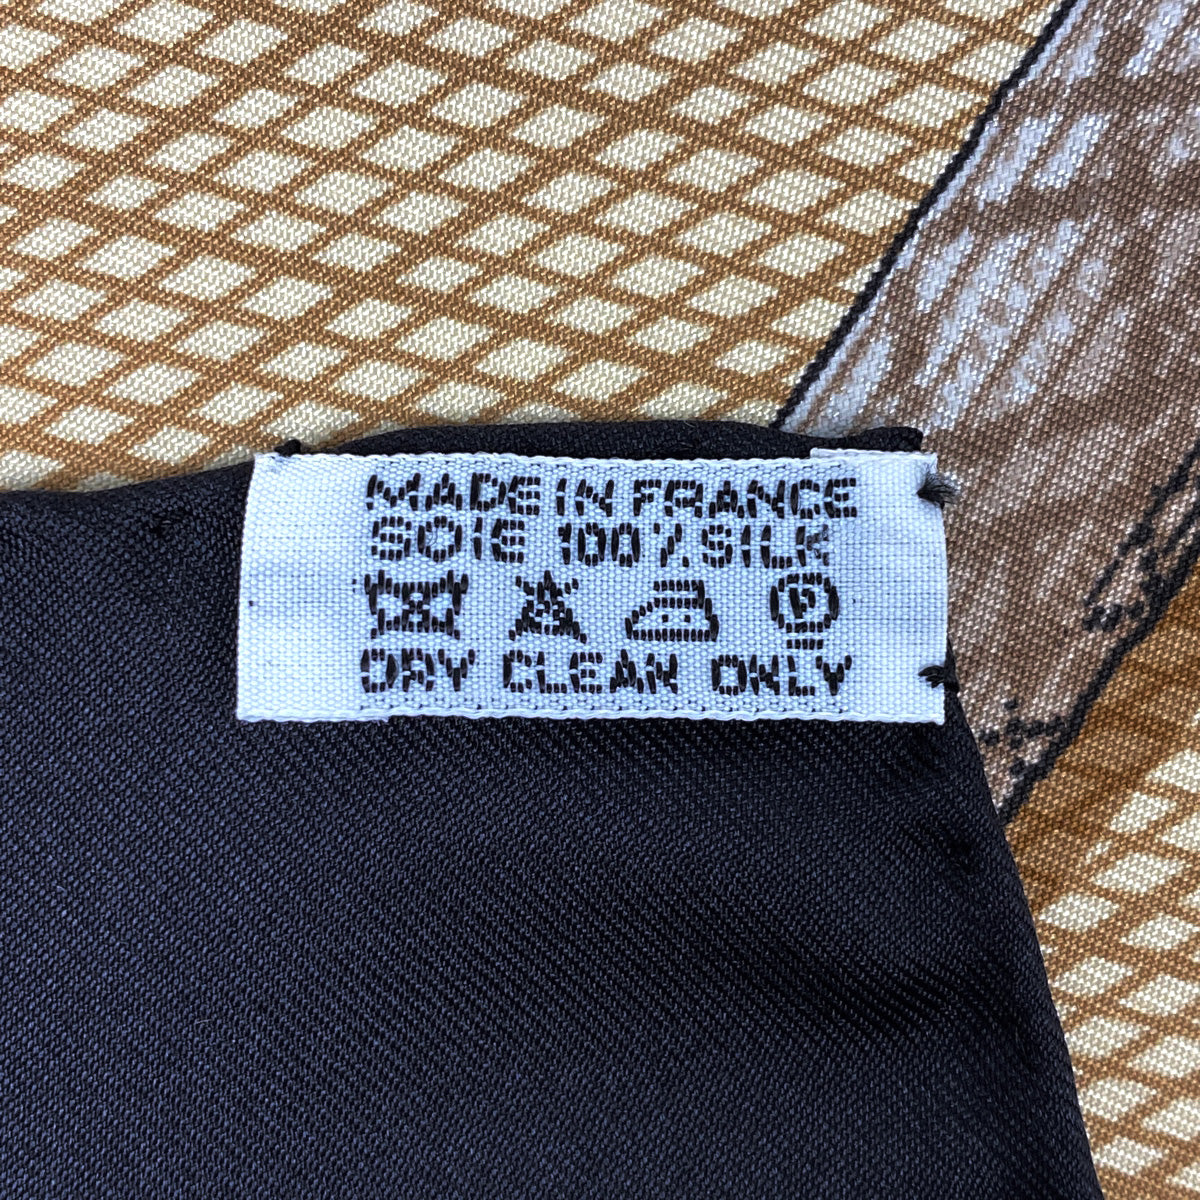 MADE IN FRANCE
SOIE 100% SILK
P
DRY CLEAN ONLY